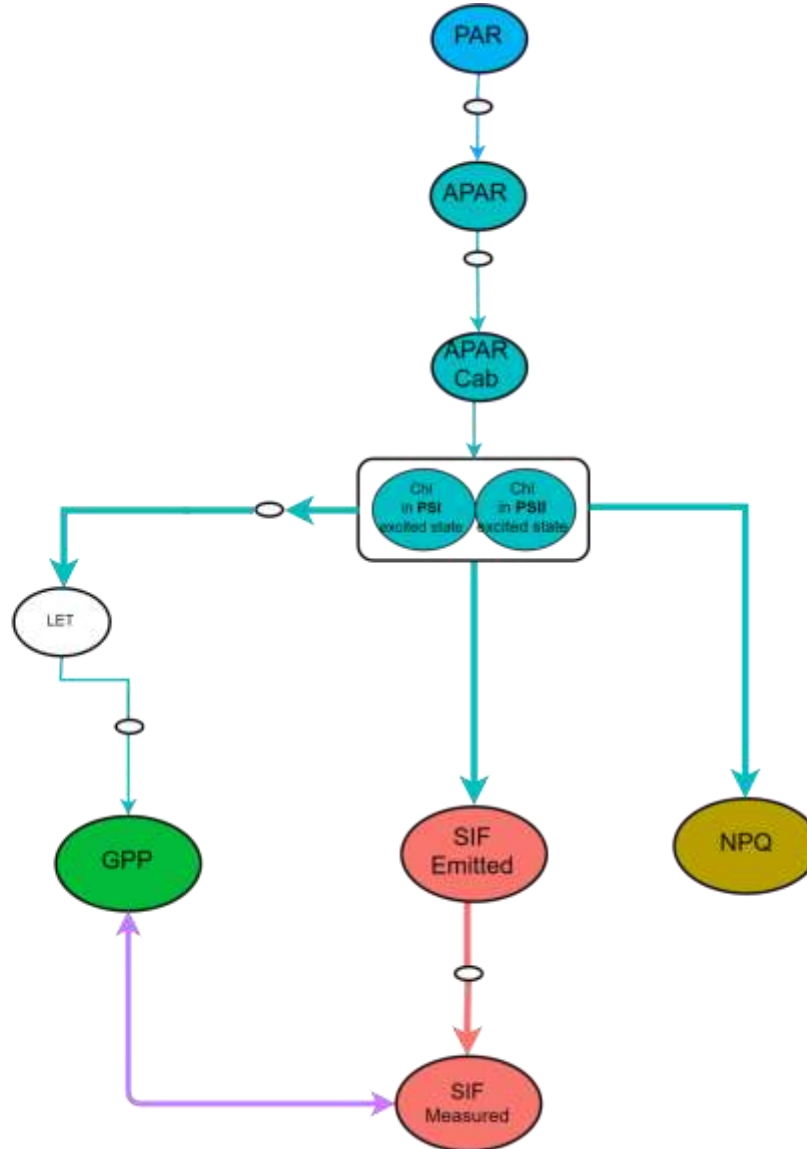 PAR
APAR
APAR
Cab
Chl
in PSI
excited state
Chl
in PSII
excited state
LET
GPP
SIF
Emitted
NPQ
SIF
Measured